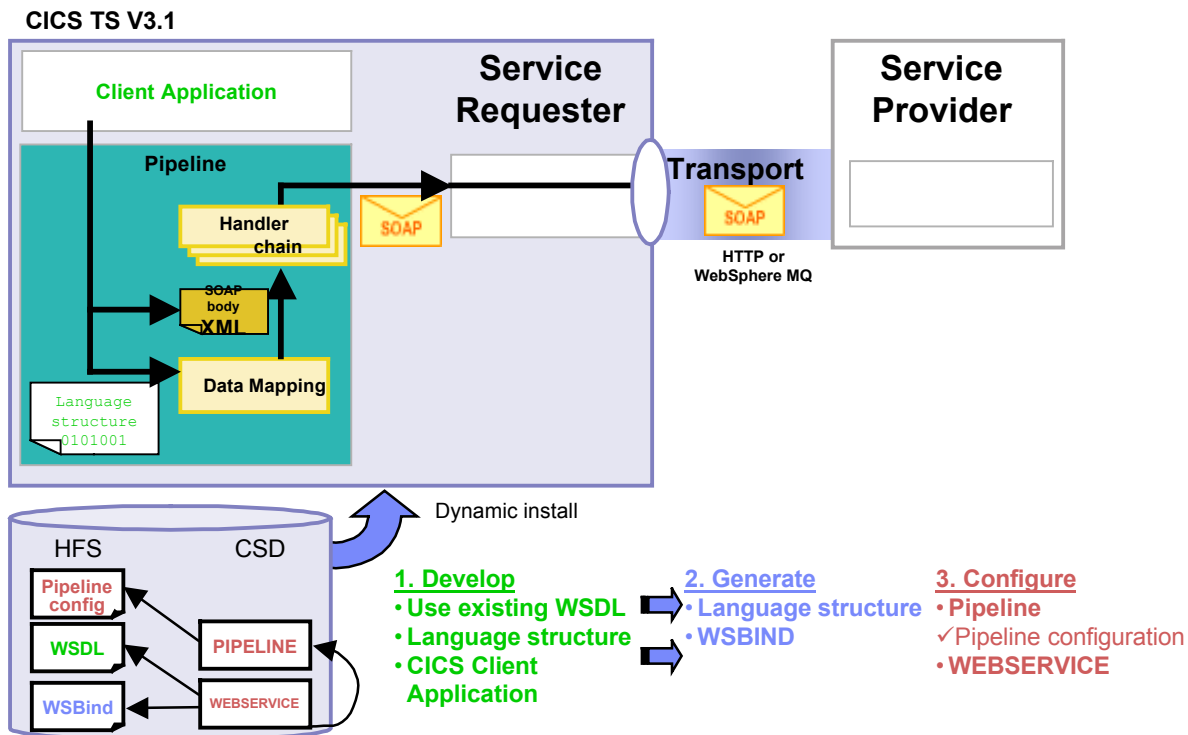 CICS TS V3.1
Client Application
Service
Requester
Service
Provider
Pipeline
Transport
Handler
chain
SOAP
SOAP
HTTP or
WebSphere MQ
SOAP
body
XML
Data Mapping
Language
structure
0101001
Dynamic install
HFS
CSD
Pipeline
config
WSDL
PIPELINE
WSBind
WEBSERVICE
1. Develop
• Use existing WSDL
• Language structure
• CICS Client
Application
2. Generate
• Language structure
• WSBIND
3. Configure
• Pipeline
✓Pipeline configuration
• WEBSERVICE